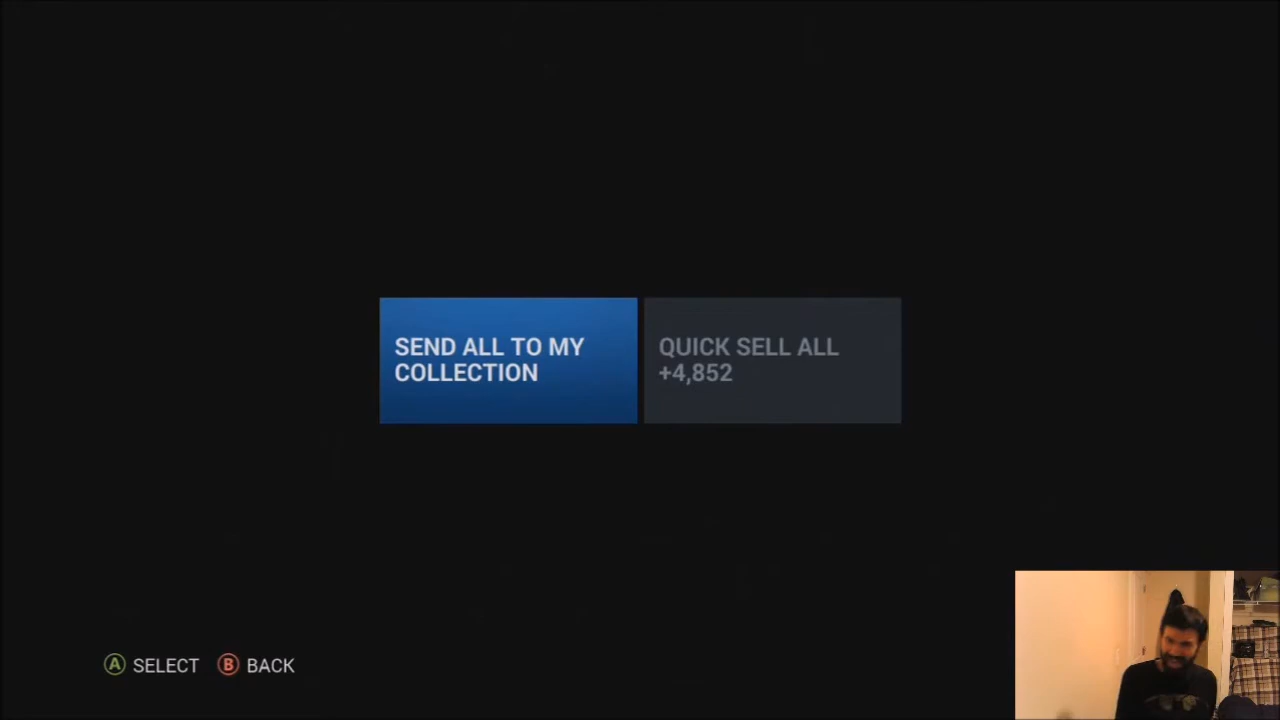 SEND ALL TO MY
COLLECTION
QUICK SELL ALL
+4,852
A SELECT B BACK